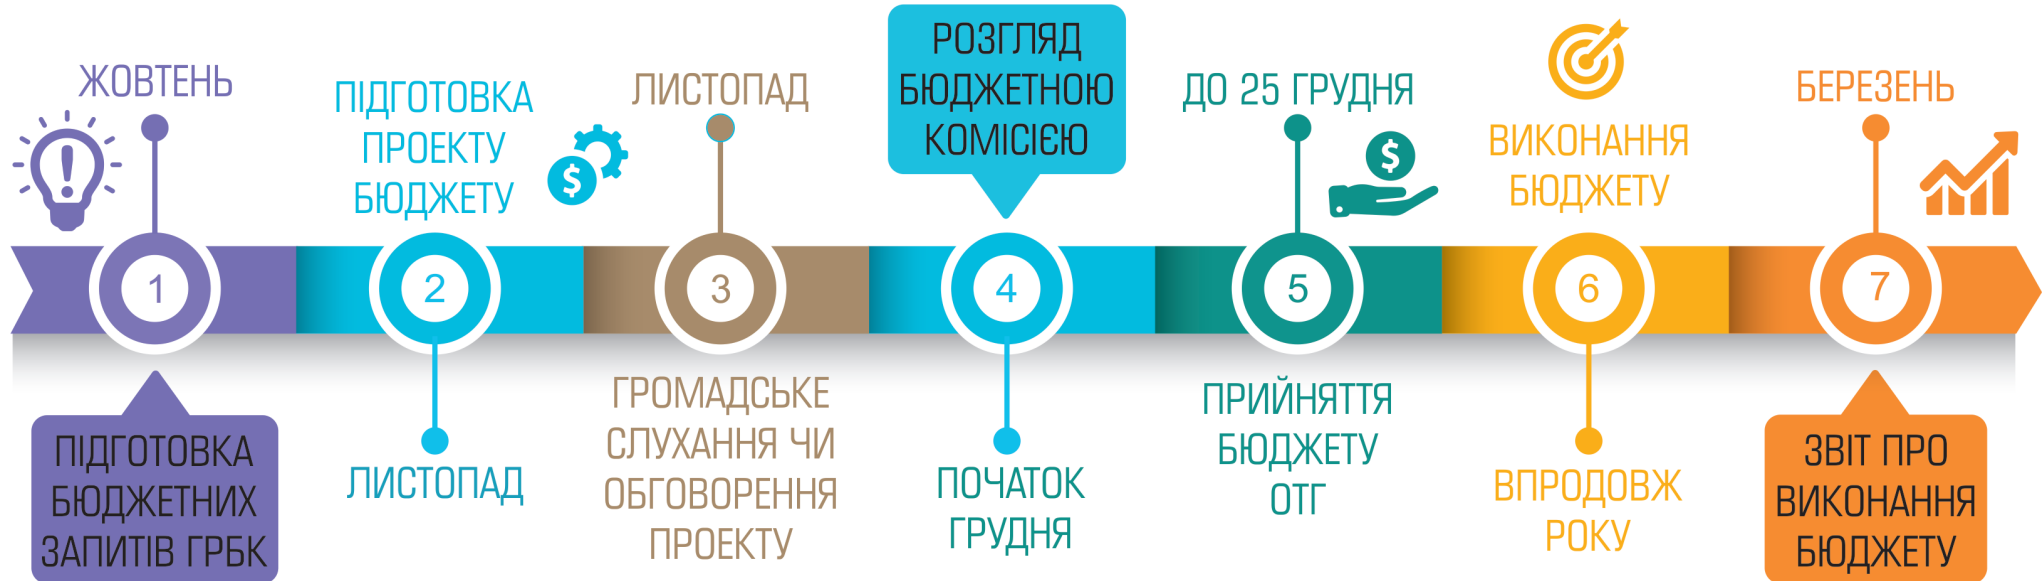 ЖОВТЕНЬ
1
ПІДГОТОВКА
БЮДЖЕТНИХ
ЗАПИТІВ ГРБК
ПІДГОТОВКА
ПРОЕКТУ
БЮДЖЕТУ
$
2
ЛИСТОПАД
ЛИСТОПАД
3
ГРОМАДСЬКЕ
СЛУХАННЯ ЧИ
ОБГОВОРЕННЯ
ПРОЕКТУ
РОЗГЛЯД
БЮДЖЕТНОЮ
КОМІСІЄЮ
4
ПОЧАТОК
ГРУДНЯ
ДО 25 ГРУДНЯ
$
5
ПРИЙНЯТТЯ
БЮДЖЕТУ
ОТГ
ВИКОНАННЯ
БЮДЖЕТУ
6
ВПРОДОВЖ
РОКУ
БЕРЕЗЕНЬ
7
ЗВІТ ПРО
ВИКОНАННЯ
БЮДЖЕТУ